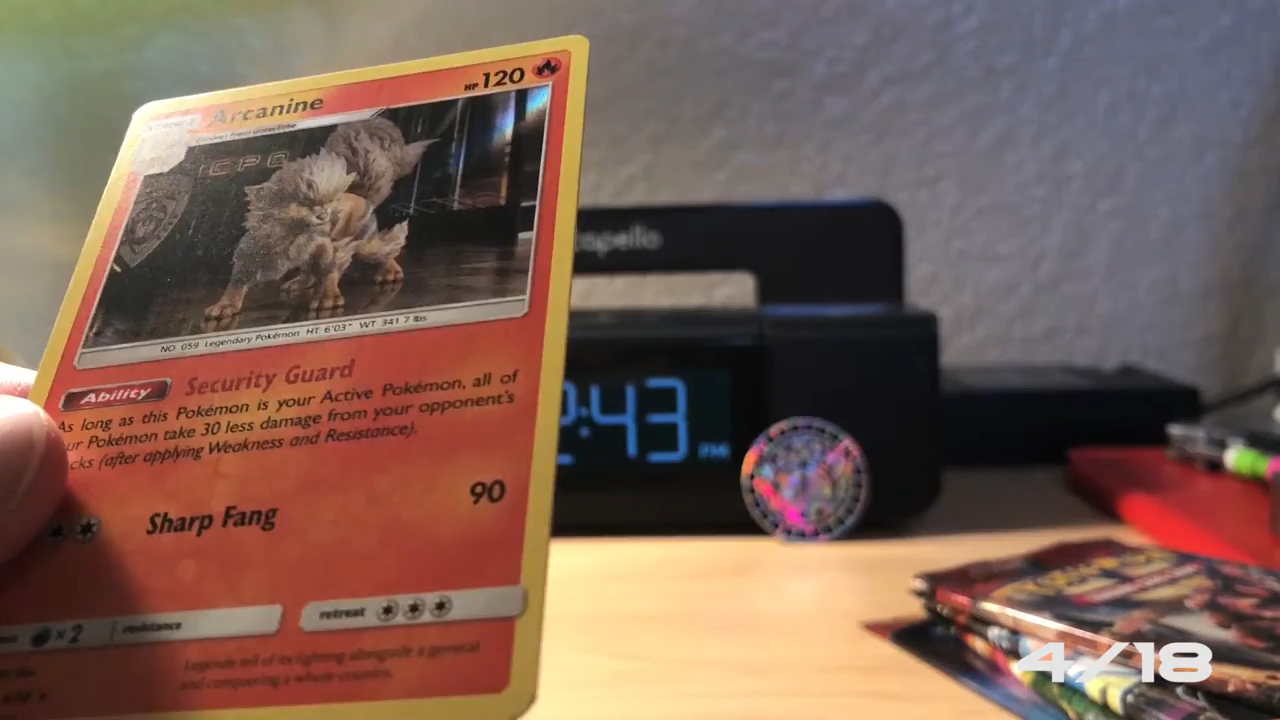 Arcanine
HP 120
NO. 059 Legendary Pokémon HT 6'03" WT 341.7 lbs.
Ability Security Guard
As long as this Pokémon is your Active Pokémon, all of
ur Pokémon take 30 less damage from your opponent's
cks (after applying Weakness and Resistance).
Sharp Fang 90
×2 resistance
retreat
Legends tell of its fighting alongside a general
and conquering a whole country.
capello
2:43 PM
4/18